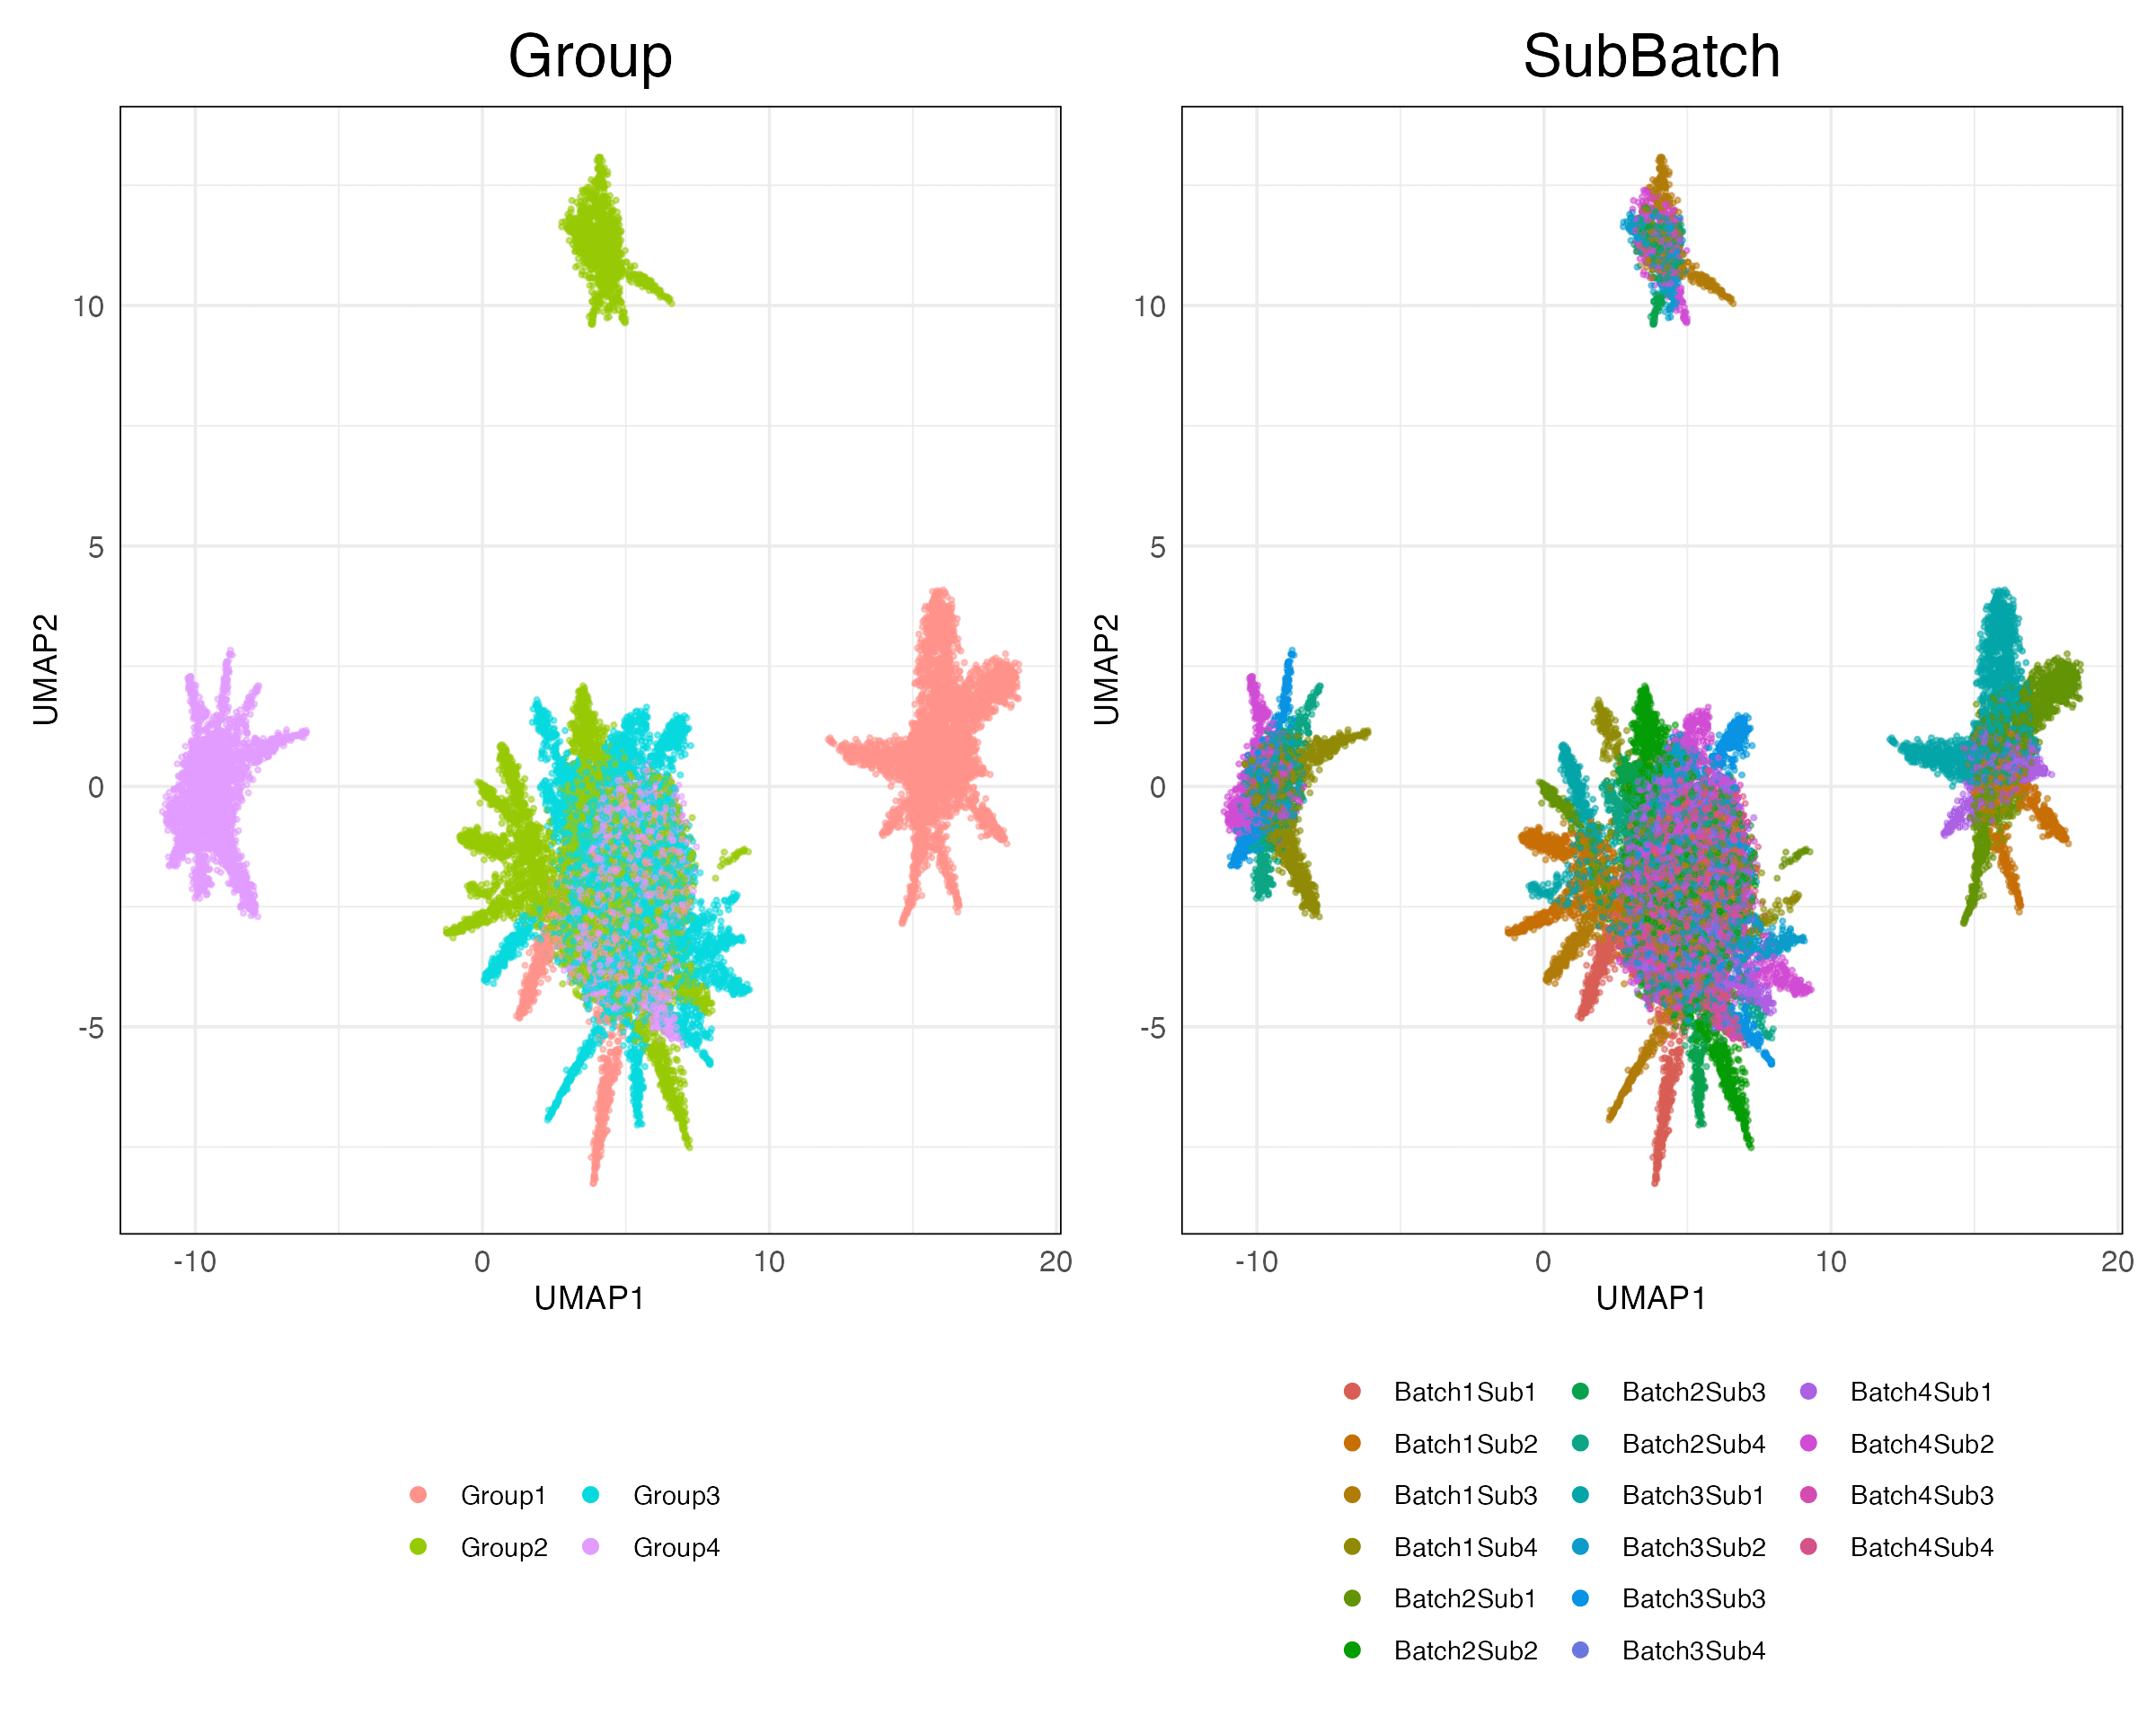 Group
SubBatch
10
5
0
-5
UMAP2
-10
0
10
20
UMAP1
10
5
0
-5
UMAP2
-10
0
10
20
UMAP1
Group1
Group3
Group2
Group4
Batch1Sub1
Batch2Sub3
Batch4Sub1
Batch1Sub2
Batch2Sub4
Batch4Sub2
Batch1Sub3
Batch3Sub1
Batch4Sub3
Batch1Sub4
Batch3Sub2
Batch4Sub4
Batch2Sub1
Batch3Sub3
Batch2Sub2
Batch3Sub4